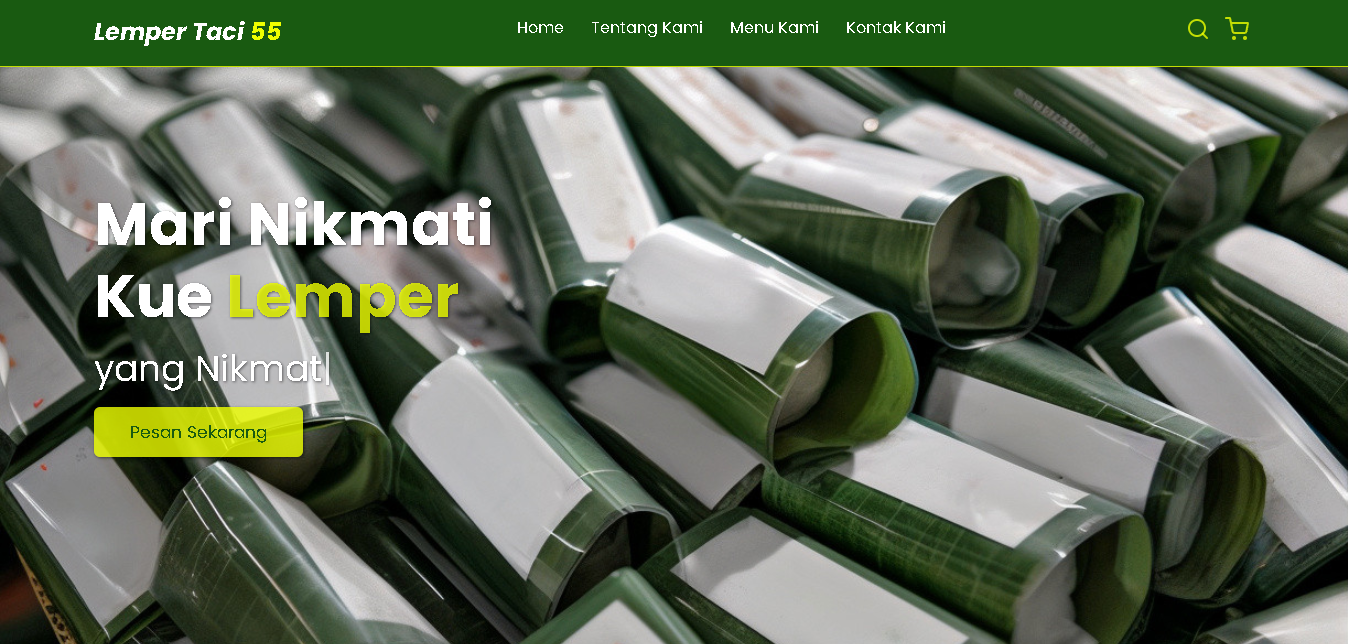 Lemper Taci 55
Home Tentang Kami Menu Kami Kontak Kami
Mari Nikmati
Kue Lemper
yang Nikmat|
Pesan Sekarang